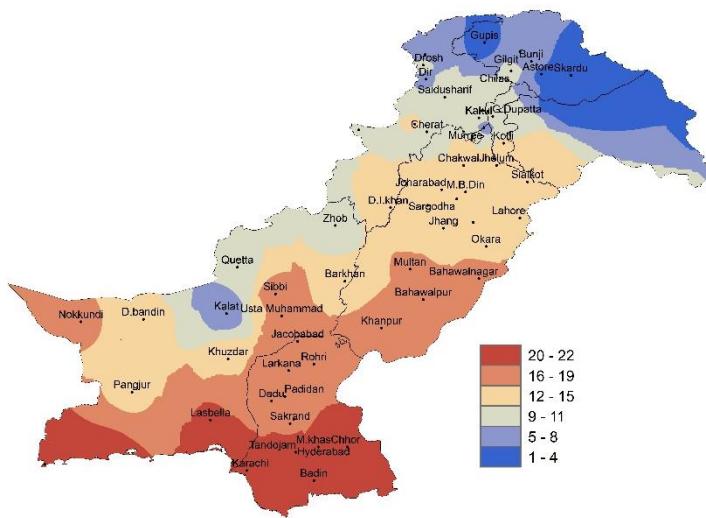 Gupis
Drosh
Bunji
Gilgit
Dir
Astore
Skardu
Chilas
Saidusharif
G.Dupatta
Kakul
Cherat
Murree
Kotli
Chakwal
Jhelum
Sialkot
Joharabad
M.B.Din
D.I.khan
Sargodha
Lahore
Zhob
Jhang
Okara
Quetta
Multan
Barkhan
Bahawalnagar
Sibbi
Bahawalpur
Nokkundi
D.bandin
Kalat
Usta Muhammad
Khanpur
Jacobabad
Khuzdar
Rohri
Larkana
Pangjur
Dadu
Padidan
Lasbella
Sakrand
Tandojam
M.khas
Chhor
Hyderabad
Karachi
Badin
20 - 22
16 - 19
12 - 15
9 - 11
5 - 8
1 - 4